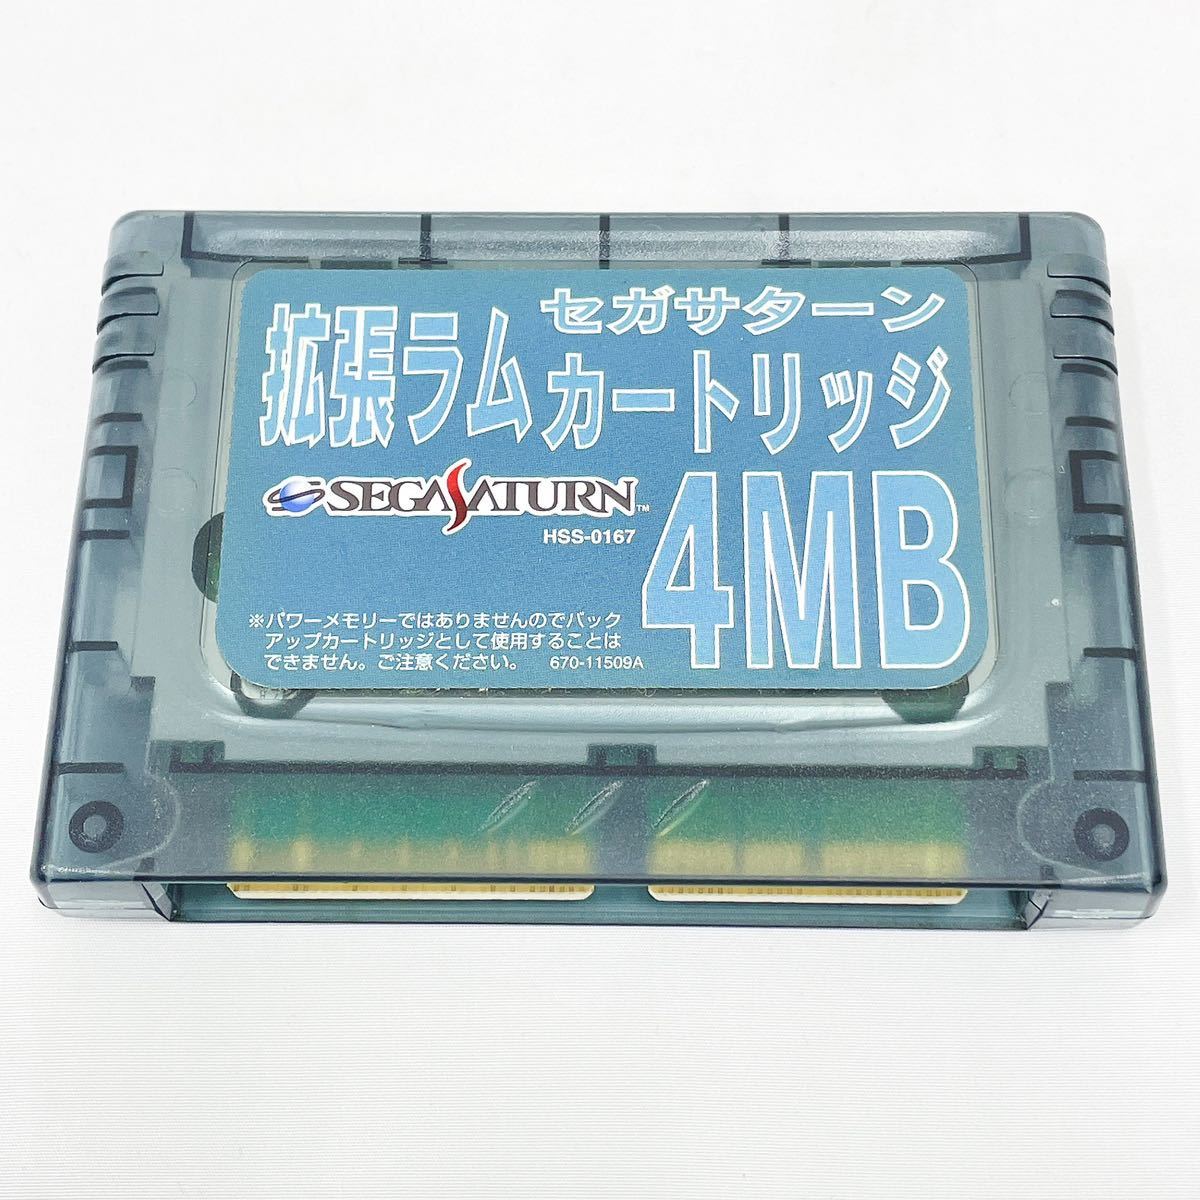 セガサターン
拡張ラムカートリッジ
SEGASATURN™
HSS-0167
4MB
※パワーメモリーではありませんのでバック
アップカートリッジとして使用することは
できません。ご注意ください。 670-11509A